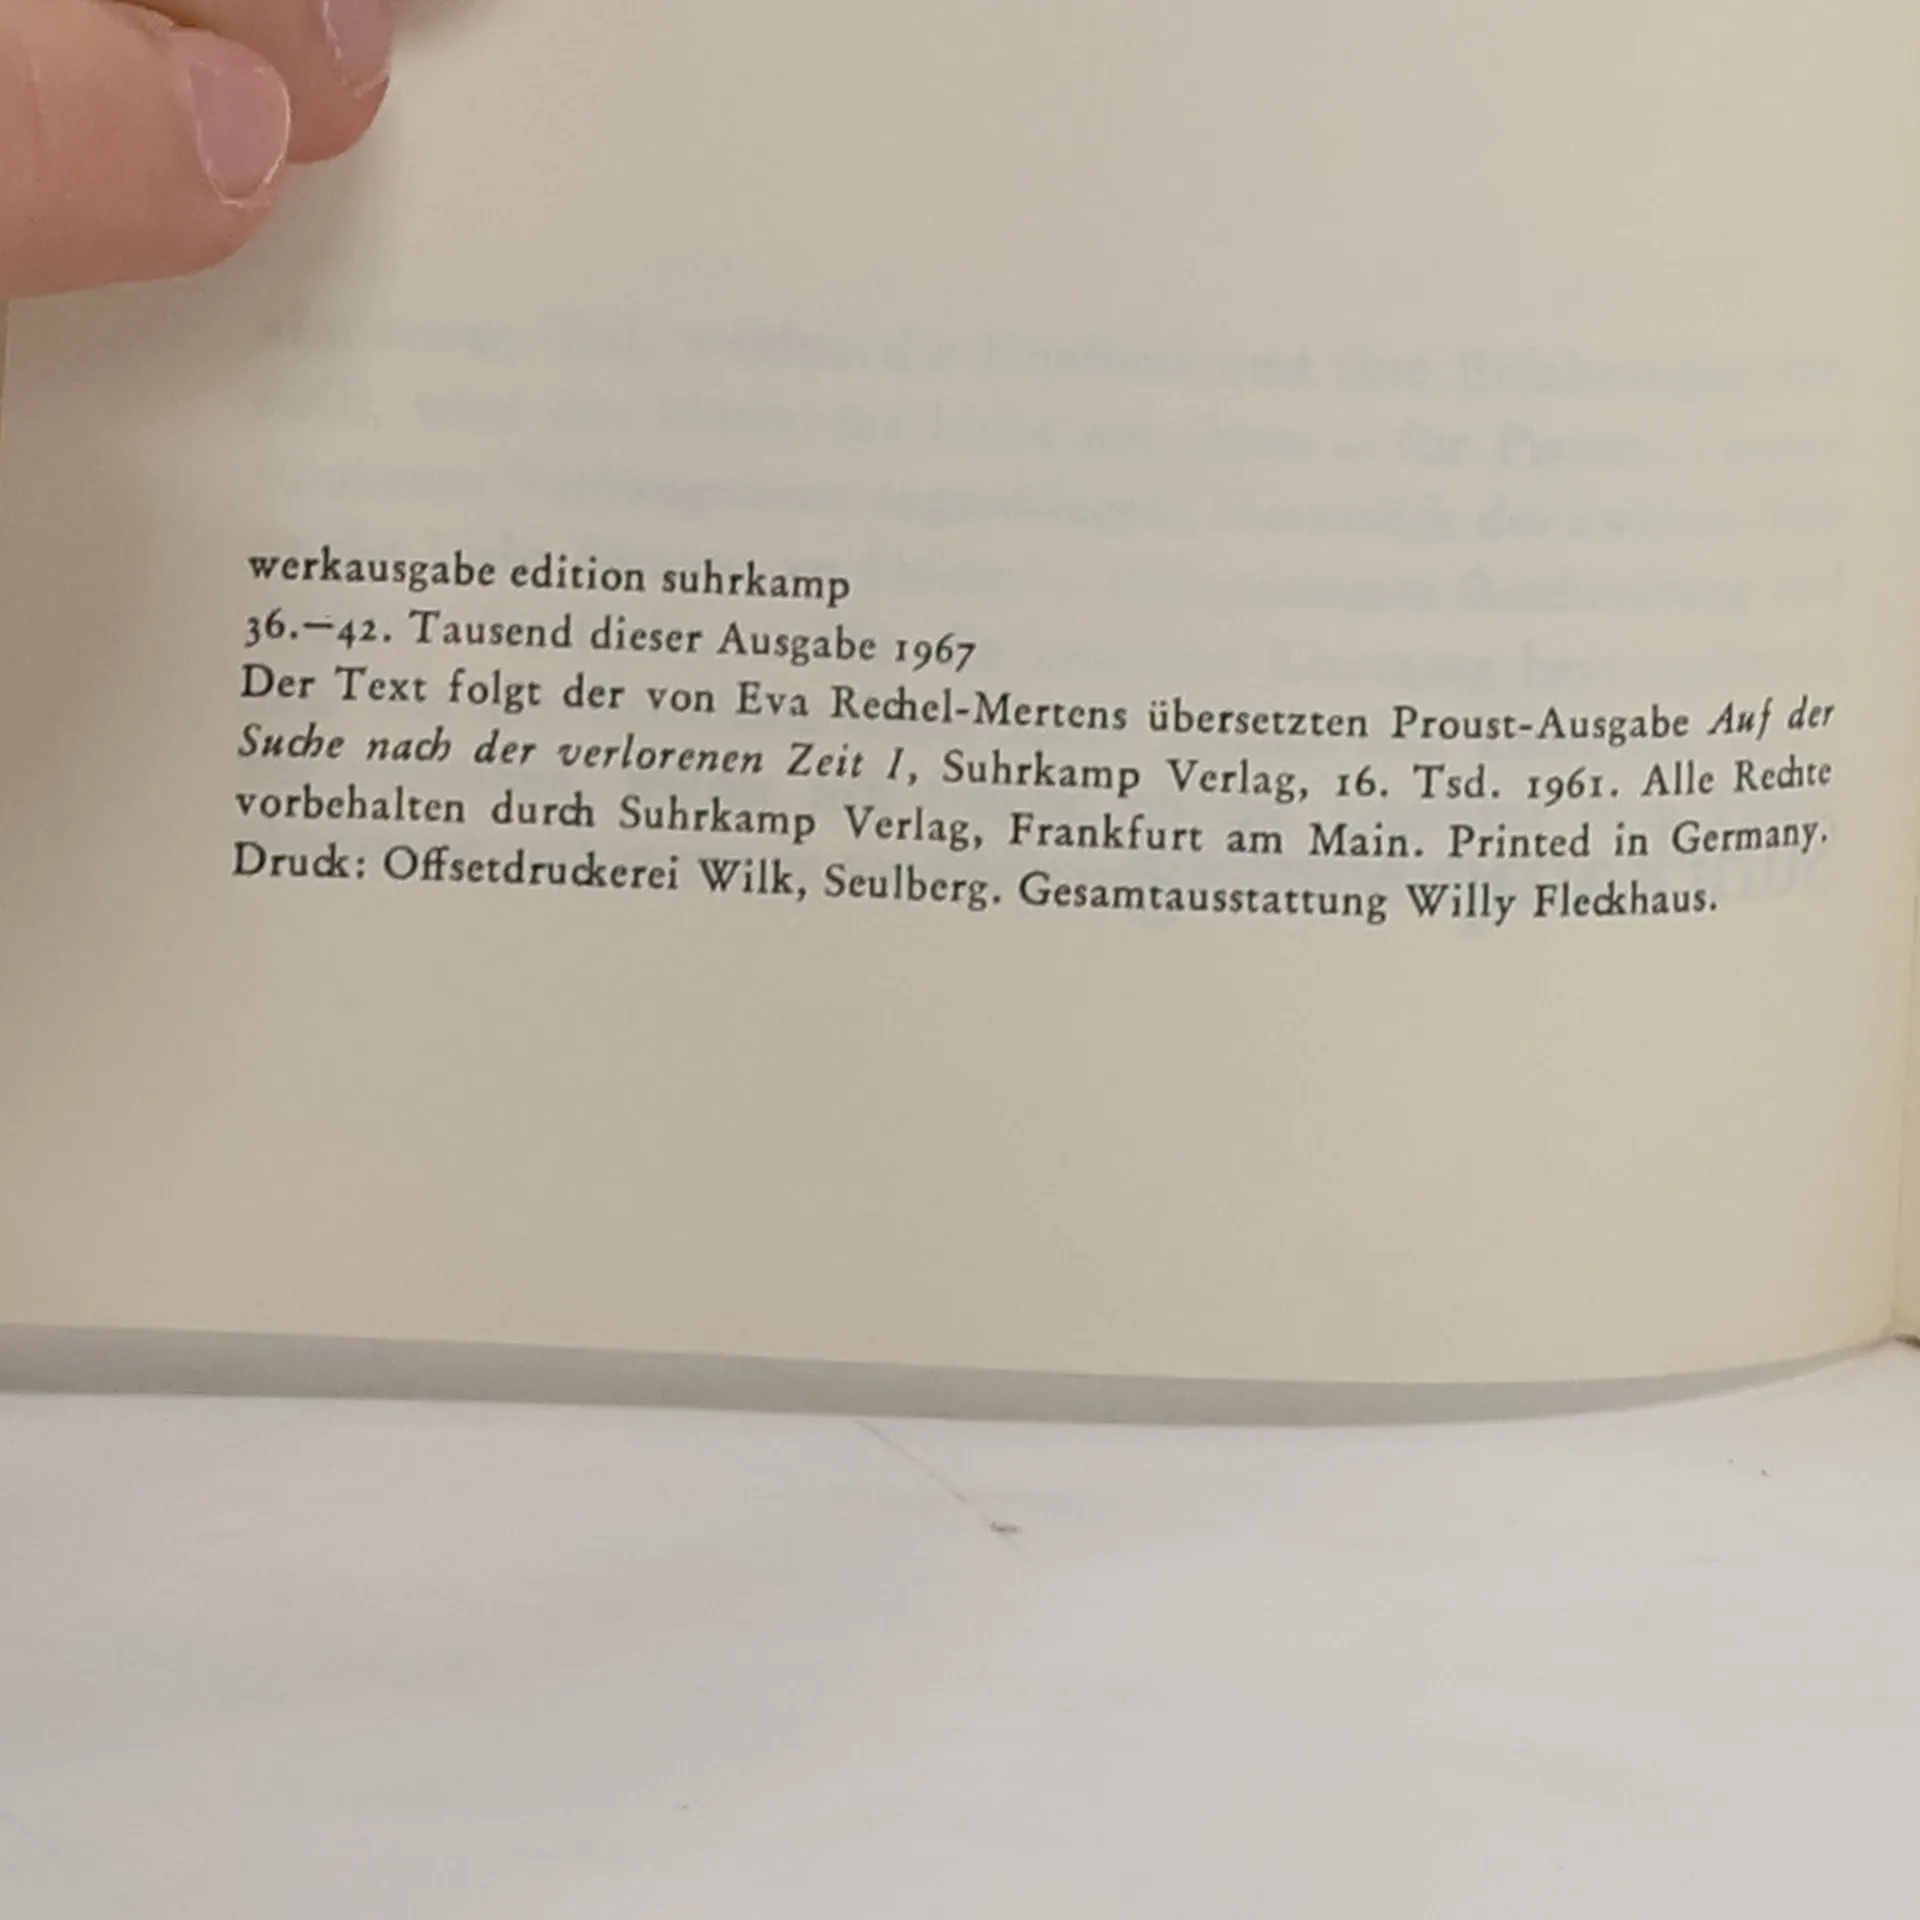 werkausgabe edition suhrkamp
36.–42. Tausend dieser Ausgabe 1967
Der Text folgt der von Eva Rechel-Mertens übersetzten Proust-Ausgabe Auf der
Suche nach der verlorenen Zeit I, Suhrkamp Verlag, 16. Tsd. 1961. Alle Rechte
vorbehalten durch Suhrkamp Verlag, Frankfurt am Main. Printed in Germany.
Druck: Offsetdruckerei Wilk, Seulberg. Gesamtausstattung Willy Fleckhaus.